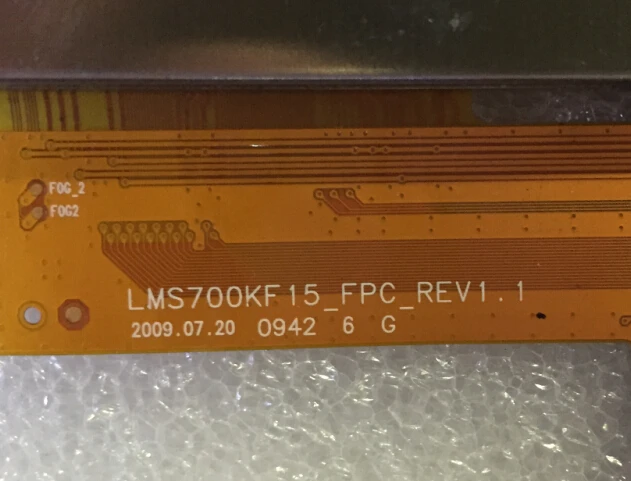 FOG_2
FOG2
LMS700KF15_FPC_REV1.1
2009.07.20 0942 6 G